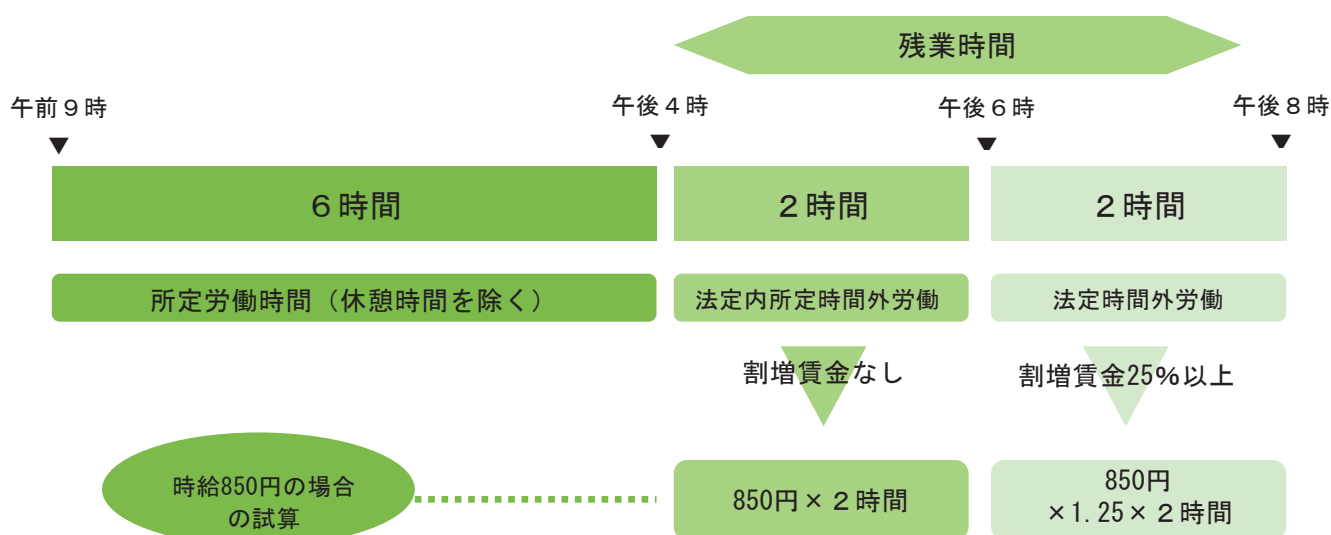 残業時間
午前９時
午後４時
午後６時
午後８時
６時間
２時間
２時間
所定労働時間（休憩時間を除く）
法定内所定時間外労働
法定時間外労働
割増賃金なし
割増賃金25%以上
時給850円の場合
の試算
850円×２時間
850円
×1.25×２時間